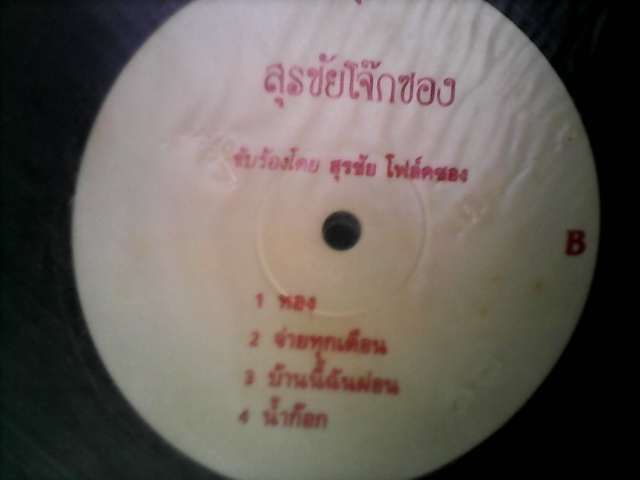 สุรชัยโจ๊กซอง
ขับร้องโดย สุรชัย โฟล์คซอง
B
1 ทอง
2 จ่ายทุกเดือน
3 บ้านนี้ฉันผ่อน
4 น้ำก๊อก